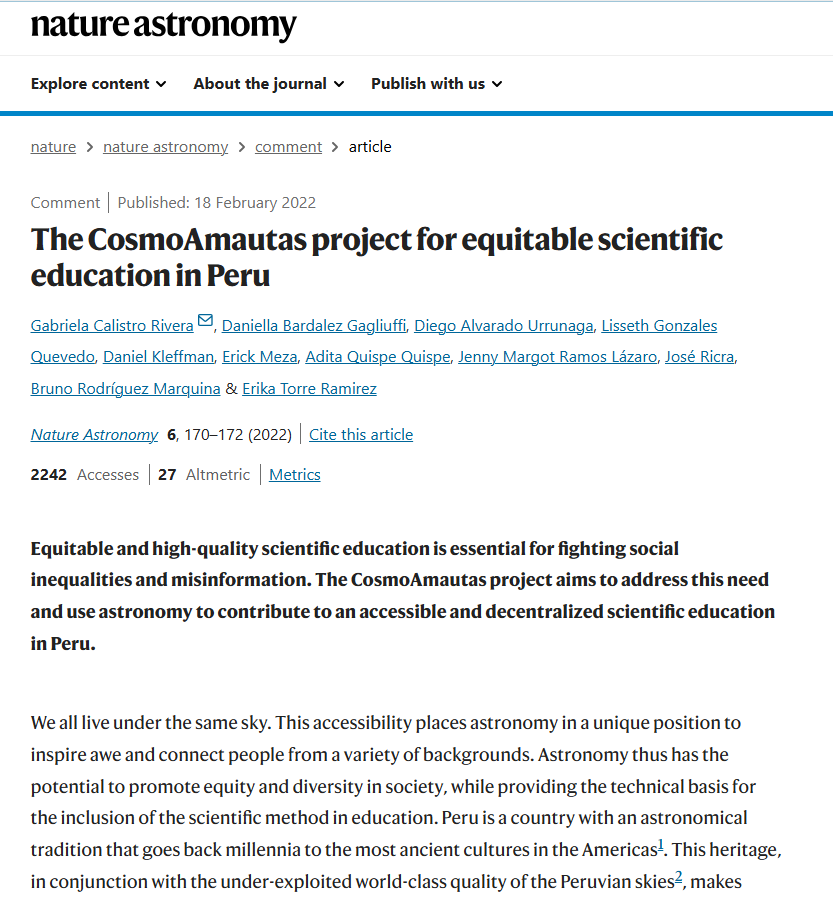 nature astronomy
Explore content About the journal Publish with us
nature > nature astronomy > comment > article
Comment | Published: 18 February 2022
The CosmoAmautas project for equitable scientific
education in Peru
Gabriela Calistro Rivera, Daniella Bardalez Gagliuffi, Diego Alvarado Urrunaga, Lisseth Gonzales
Quevedo, Daniel Kleffman, Erick Meza, Adita Quispe Quispe, Jenny Margot Ramos Lázaro, José Ricra,
Bruno Rodríguez Marquina & Erika Torre Ramirez
Nature Astronomy 6, 170–172 (2022) | Cite this article
2242 Accesses | 27 Altmetric | Metrics
Equitable and high-quality scientific education is essential for fighting social
inequalities and misinformation. The CosmoAmautas project aims to address this need
and use astronomy to contribute to an accessible and decentralized scientific education
in Peru.
We all live under the same sky. This accessibility places astronomy in a unique position to
inspire awe and connect people from a variety of backgrounds. Astronomy thus has the
potential to promote equity and diversity in society, while providing the technical basis for
the inclusion of the scientific method in education. Peru is a country with an astronomical
tradition that goes back millennia to the most ancient cultures in the Americas1. This heritage,
in conjunction with the under-exploited world-class quality of the Peruvian skies2, makes